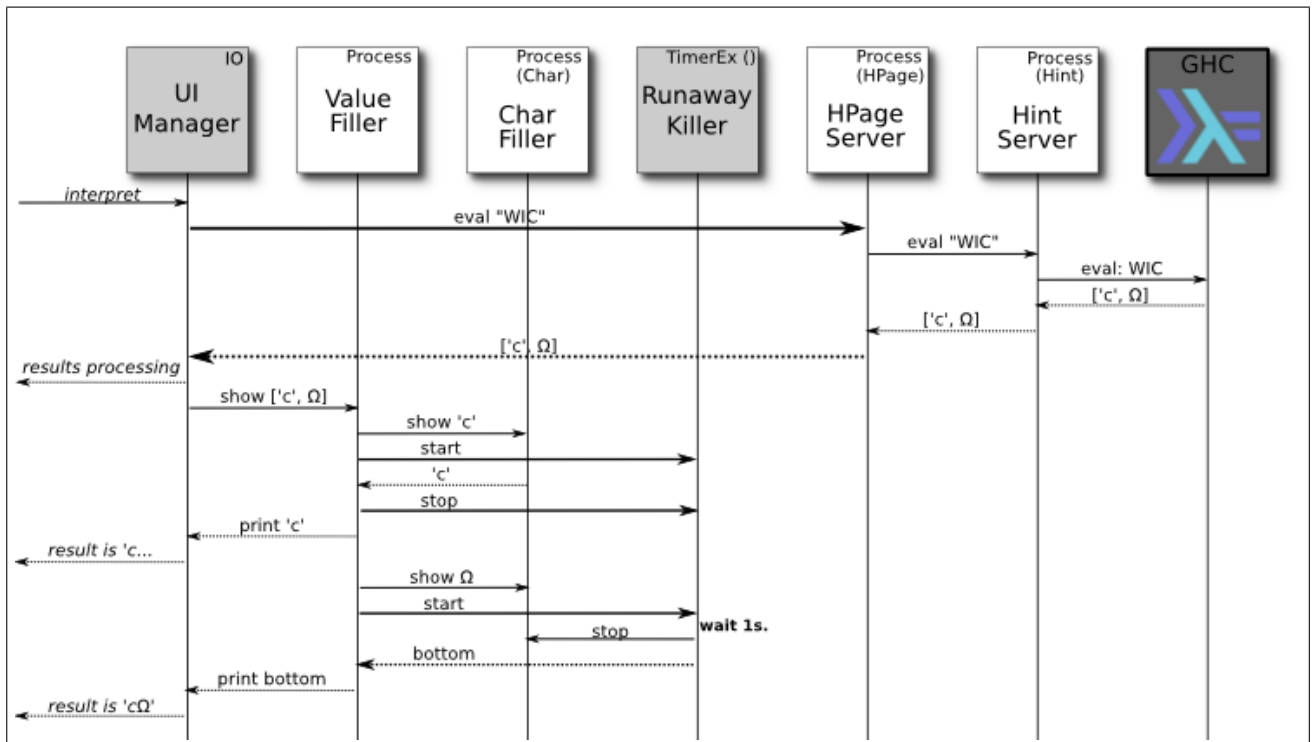 IO
UI
Manager
Process
Value
Filler
Process
(Char)
Char
Filler
TimerEx ()
Runaway
Killer
Process
(HPage)
HPage
Server
Process
(Hint)
Hint
Server
GHC
interpret
eval "WIC"
eval "WIC"
eval: WIC
['c', Ω]
['c', Ω]
['c', Ω]
results processing
show ['c', Ω]
show 'c'
start
'c'
stop
print 'c'
result is 'c...
show Ω
start
wait 1s.
stop
bottom
print bottom
result is 'cΩ'